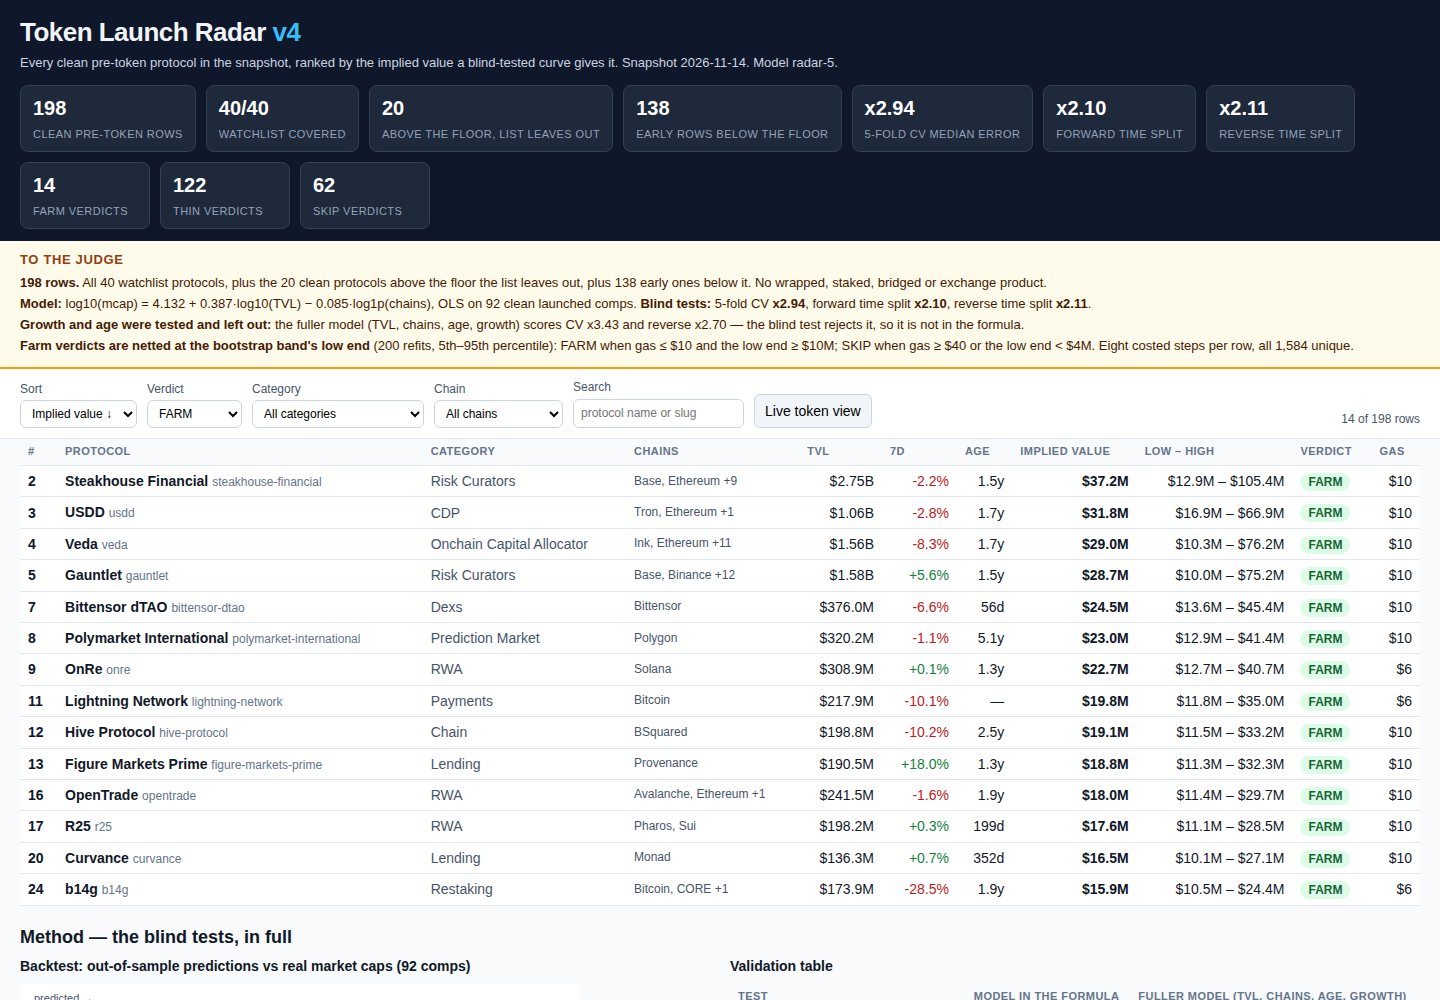 Token Launch Radar v4
Every clean pre-token protocol in the snapshot, ranked by the implied value a blind-tested curve gives it. Snapshot 2026-11-14. Model radar-5.
198 40/40 20 138 x2.94 x2.10 x2.11
CLEAN PRE-TOKEN ROWS WATCHLIST COVERED ABOVE THE FLOOR, LIST LEAVES OUT EARLY ROWS BELOW THE FLOOR 5-FOLD CV MEDIAN ERROR FORWARD TIME SPLIT REVERSE TIME SPLIT
14 122 62
FARM VERDICTS THIN VERDICTS SKIP VERDICTS
TO THE JUDGE
198 rows. All 40 watchlist protocols, plus the 20 clean protocols above the floor the list leaves out, plus 138 early ones below it. No wrapped, staked, bridged or exchange product.
Model: log10(mcap) = 4.132 + 0.387·log10(TVL) − 0.085·log1p(chains), OLS on 92 clean launched comps. Blind tests: 5-fold CV x2.94, forward time split x2.10, reverse time split x2.11.
Growth and age were tested and left out: the fuller model (TVL, chains, age, growth) scores CV x3.43 and reverse x2.70 — the blind test rejects it, so it is not in the formula.
Farm verdicts are netted at the bootstrap band's low end (200 refits, 5th–95th percentile): FARM when gas ≤ $10 and the low end ≥ $10M; SKIP when gas ≥ $40 or the low end < $4M. Eight costed steps per row, all 1,584 unique.
Sort Verdict Category Chain Search
Implied value ↓ FARM All categories All chains protocol name or slug Live token view 14 of 198 rows
# PROTOCOL CATEGORY CHAINS TVL 7D AGE IMPLIED VALUE LOW – HIGH VERDICT GAS
2 Steakhouse Financial steakhouse-financial Risk Curators Base, Ethereum +9 $2.75B -2.2% 1.5y $37.2M $12.9M – $105.4M FARM $10
3 USDD usdd CDP Tron, Ethereum +1 $1.06B -2.8% 1.7y $31.8M $16.9M – $66.9M FARM $10
4 Veda veda Onchain Capital Allocator Ink, Ethereum +11 $1.56B -8.3% 1.7y $29.0M $10.3M – $76.2M FARM $10
5 Gauntlet gauntlet Risk Curators Base, Binance +12 $1.58B +5.6% 1.5y $28.7M $10.0M – $75.2M FARM $10
7 Bittensor dTAO bittensor-dtao Dexs Bittensor $376.0M -6.6% 56d $24.5M $13.6M – $45.4M FARM $10
8 Polymarket International polymarket-international Prediction Market Polygon $320.2M -1.1% 5.1y $23.0M $12.9M – $41.4M FARM $10
9 OnRe onre RWA Solana $308.9M +0.1% 1.3y $22.7M $12.7M – $40.7M FARM $6
11 Lightning Network lightning-network Payments Bitcoin $217.9M -10.1% — $19.8M $11.8M – $35.0M FARM $6
12 Hive Protocol hive-protocol Chain BSquared $198.8M -10.2% 2.5y $19.1M $11.5M – $33.2M FARM $10
13 Figure Markets Prime figure-markets-prime Lending Provenance $190.5M +18.0% 1.3y $18.8M $11.3M – $32.3M FARM $10
16 OpenTrade opentrade RWA Avalanche, Ethereum +1 $241.5M -1.6% 1.9y $18.0M $11.4M – $29.7M FARM $10
17 R25 r25 RWA Pharos, Sui $198.2M +0.3% 199d $17.6M $11.1M – $28.5M FARM $10
20 Curvance curvance Lending Monad $136.3M +0.7% 352d $16.5M $10.1M – $27.1M FARM $10
24 b14g b14g Restaking Bitcoin, CORE +1 $173.9M -28.5% 1.9y $15.9M $10.5M – $24.4M FARM $6
Method — the blind tests, in full
Backtest: out-of-sample predictions vs real market caps (92 comps) Validation table
predicted TEST MODEL IN THE FORMULA FULLER MODEL (TVL, CHAINS, AGE, GROWTH)